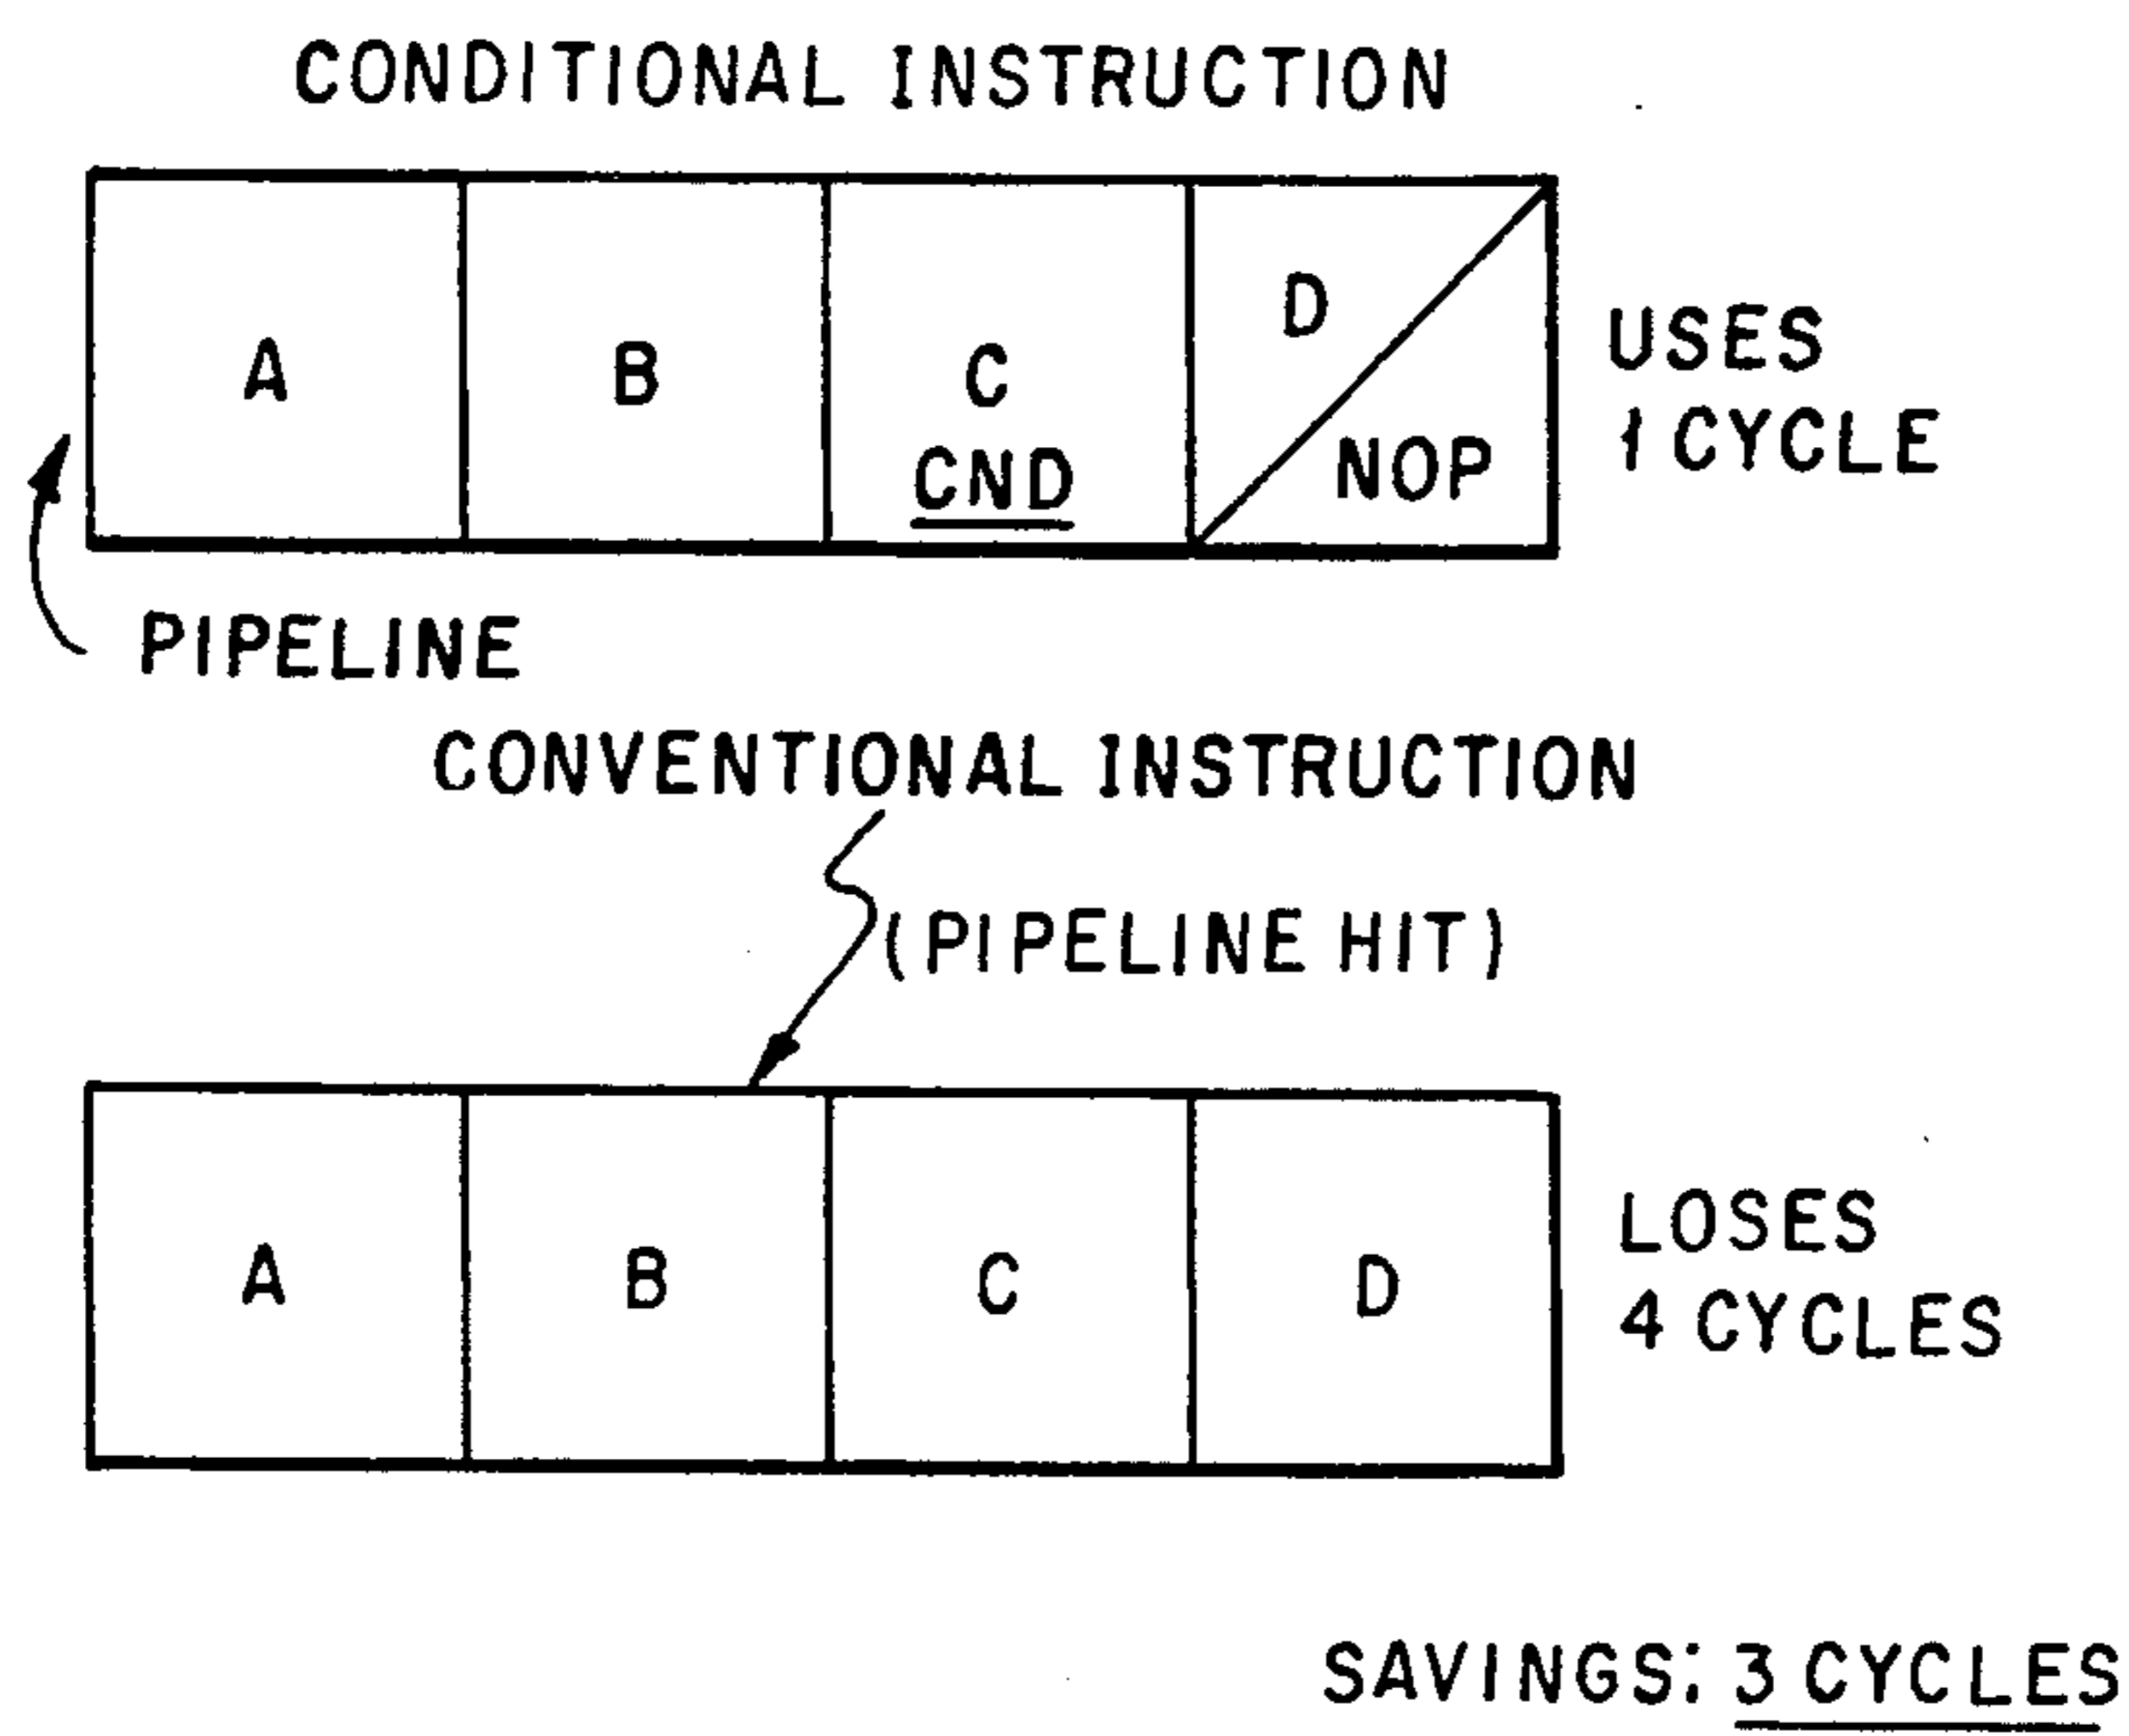 CONDITIONAL INSTRUCTION
A B C D
CND NOP
USES
1 CYCLE
PIPELINE
CONVENTIONAL INSTRUCTION
(PIPELINE HIT)
A B C D
LOSES
4 CYCLES
SAVINGS: 3 CYCLES